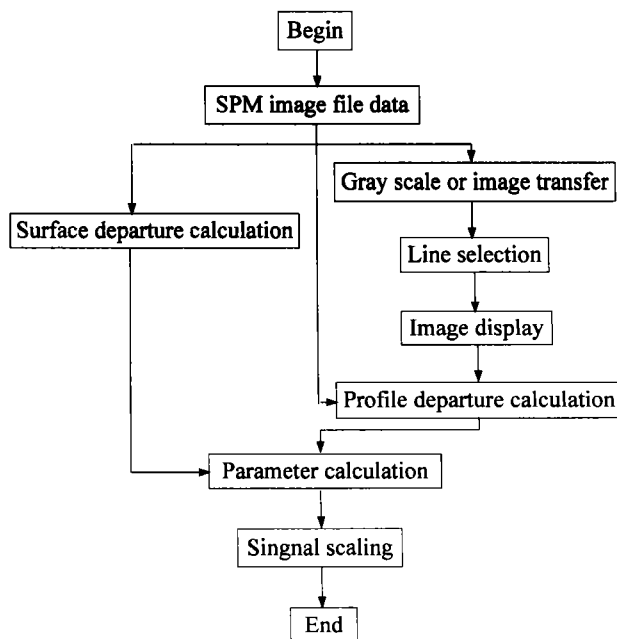 Begin
SPM image file data
Gray scale or image transfer
Surface departure calculation
Line selection
Image display
Profile departure calculation
Parameter calculation
Singnal scaling
End